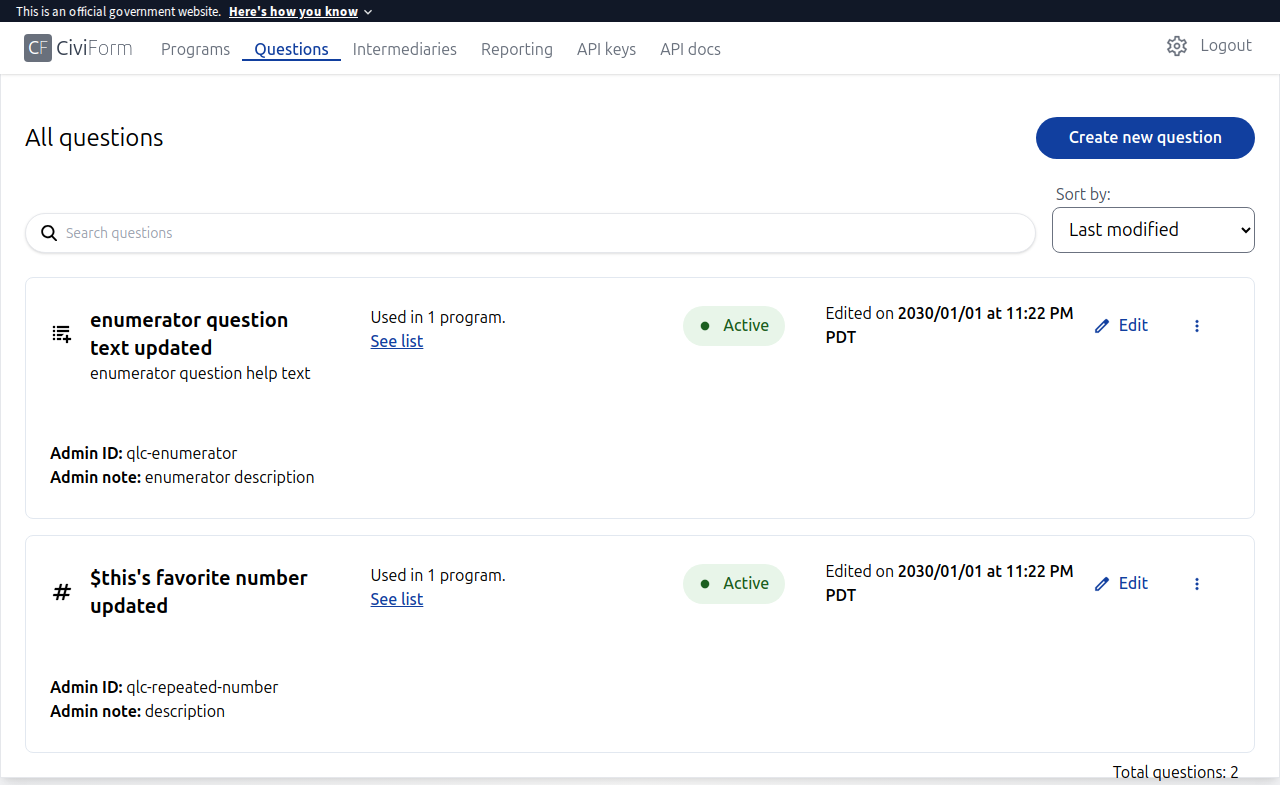 This is an official government website. Here's how you know
CF CiviForm Programs Questions Intermediaries Reporting API keys API docs Logout
All questions
Create new question
Sort by:
Search questions
Last modified
enumerator question
text updated
enumerator question help text
Used in 1 program.
See list
Active
Edited on 2030/01/01 at 11:22 PM
PDT
Edit
Admin ID: qlc-enumerator
Admin note: enumerator description
$this's favorite number
updated
Used in 1 program.
See list
Active
Edited on 2030/01/01 at 11:22 PM
PDT
Edit
Admin ID: qlc-repeated-number
Admin note: description
Total questions: 2